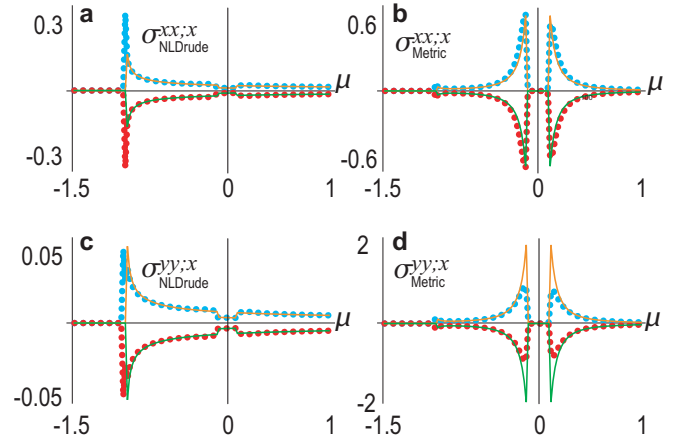 a
b
0.3
σ^{xx;x}_{NLDrude}
μ
-0.3
-1.5
0
1
0.6
σ^{xx;x}_{Metric}
μ
-0.6
-1.5
0
1
c
d
0.05
σ^{yy;x}_{NLDrude}
μ
-0.05
-1.5
0
1
2
σ^{yy;x}_{Metric}
μ
-2
-1.5
0
1